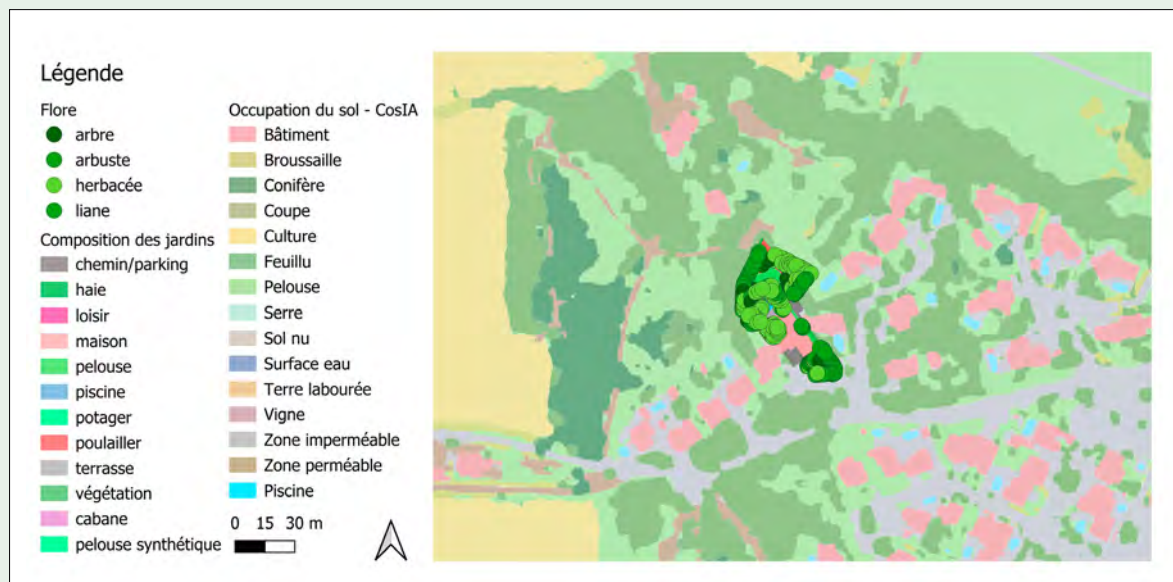 Légende
Flore
arbre
arbuste
herbacée
liane
Composition des jardins
chemin/parking
haie
loisir
maison
pelouse
piscine
potager
poulailler
terrasse
végétation
cabane
pelouse synthétique
Occupation du sol - CosIA
Bâtiment
Broussaille
Conifère
Coupe
Culture
Feuillu
Pelouse
Serre
Sol nu
Surface eau
Terre labourée
Vigne
Zone imperméable
Zone perméable
Piscine
0 15 30 m